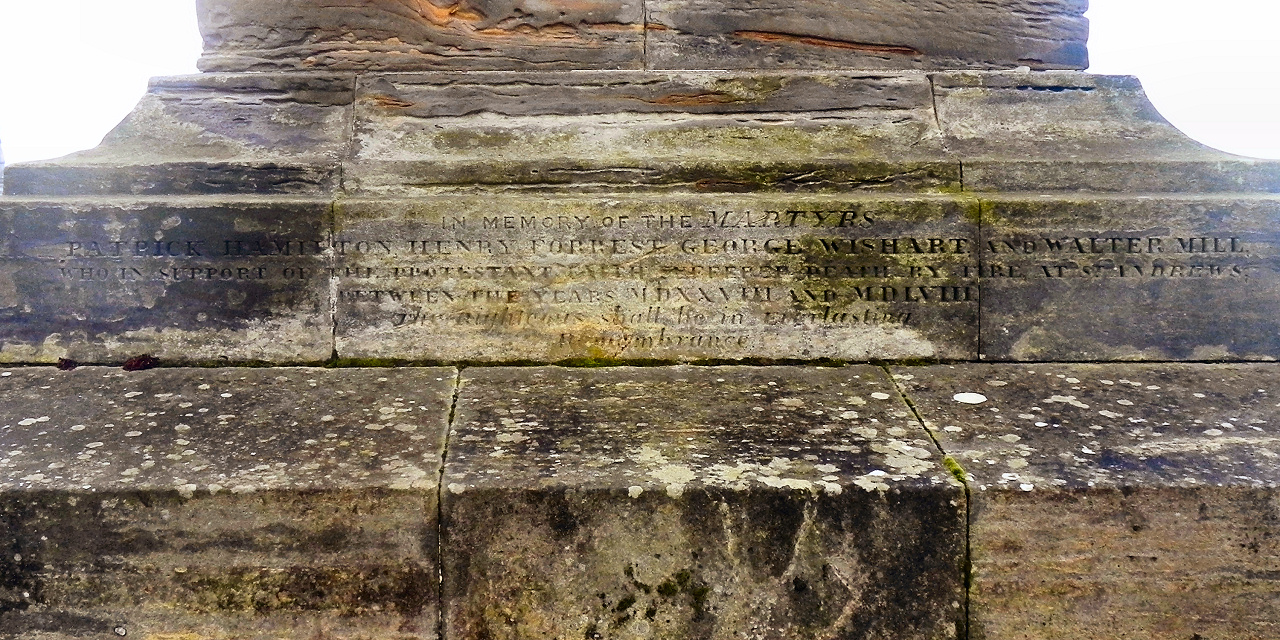 IN MEMORY OF THE MARTYRS
PATRICK HAMILTON, HENRY FORREST, GEORGE WISHART, AND WALTER MILL,
WHO IN SUPPORT OF THE PROTESTANT FAITH SUFFERED DEATH BY FIRE AT ST ANDREWS,
BETWEEN THE YEARS MDXXVIII AND MDLVIII
The righteous shall be in everlasting
Remembrance